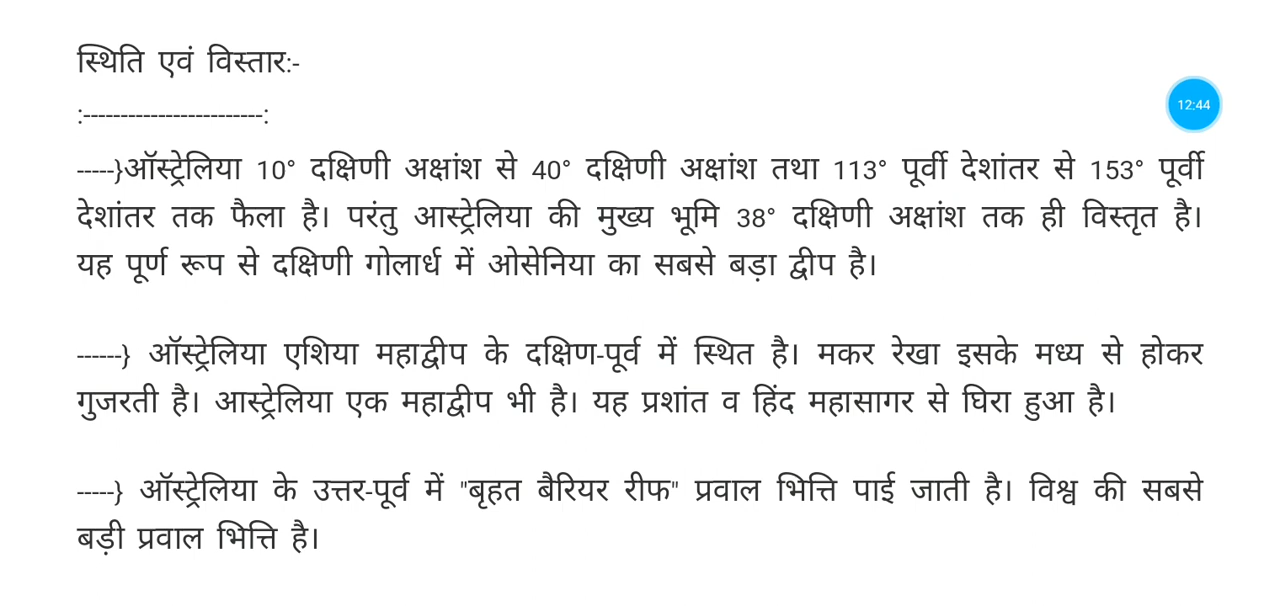 स्थिति एवं विस्तार:-
:------------------------:
12:44
-----}ऑस्ट्रेलिया 10° दक्षिणी अक्षांश से 40° दक्षिणी अक्षांश तथा 113° पूर्वी देशांतर से 153° पूर्वी
देशांतर तक फैला है। परंतु आस्ट्रेलिया की मुख्य भूमि 38° दक्षिणी अक्षांश तक ही विस्तृत है।
यह पूर्ण रूप से दक्षिणी गोलार्ध में ओसेनिया का सबसे बड़ा द्वीप है।
------} ऑस्ट्रेलिया एशिया महाद्वीप के दक्षिण-पूर्व में स्थित है। मकर रेखा इसके मध्य से होकर
गुजरती है। आस्ट्रेलिया एक महाद्वीप भी है। यह प्रशांत व हिंद महासागर से घिरा हुआ है।
-----} ऑस्ट्रेलिया के उत्तर-पूर्व में "बृहत बैरियर रीफ" प्रवाल भित्ति पाई जाती है। विश्व की सबसे
बड़ी प्रवाल भित्ति है।